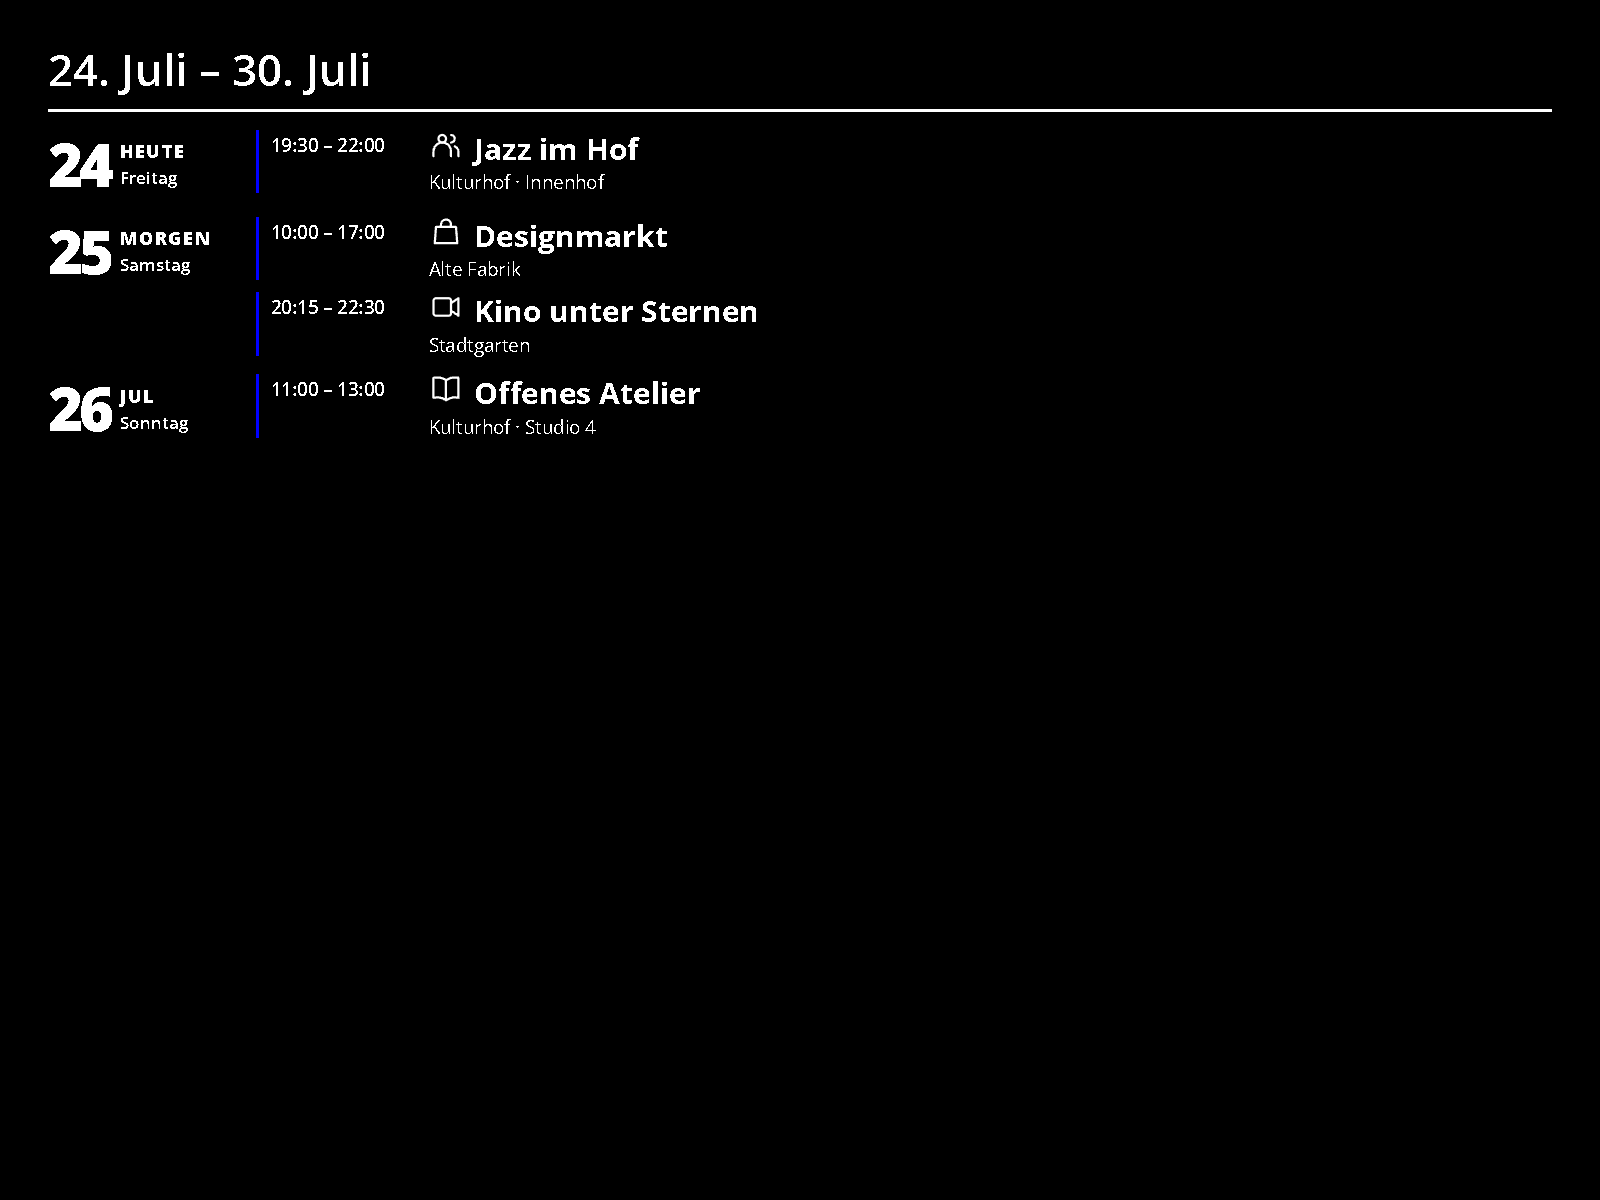 24. Juli – 30. Juli
24 HEUTE
Freitag
19:30 – 22:00
Jazz im Hof
Kulturhof · Innenhof
25 MORGEN
Samstag
10:00 – 17:00
Designmarkt
Alte Fabrik
20:15 – 22:30
Kino unter Sternen
Stadtgarten
26 JUL
Sonntag
11:00 – 13:00
Offenes Atelier
Kulturhof · Studio 4